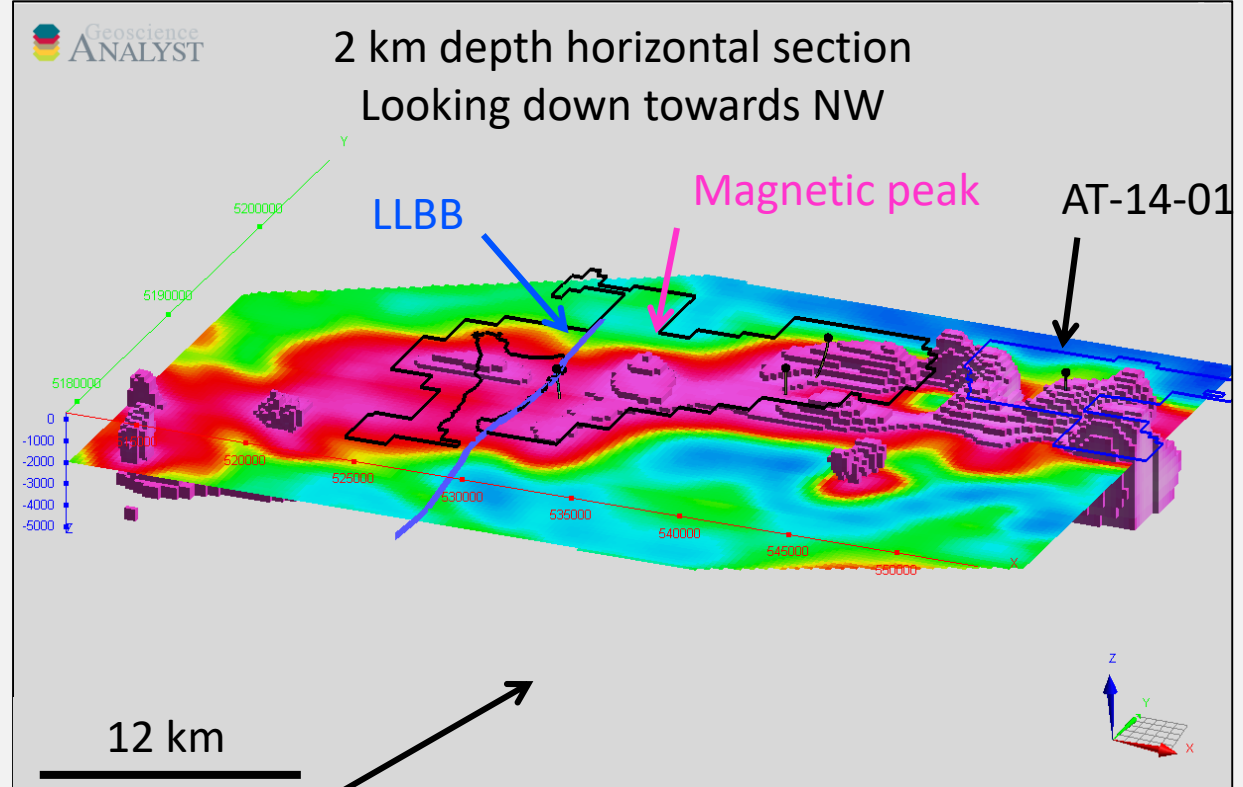 Geoscience
ANALYST
2 km depth horizontal section
Looking down towards NW
Y
5200000
LLBB
Magnetic peak
AT-14-01
5190000
5180000
0
-1000
-2000
-3000
-4000
-5000
Z
520000
525000
530000
535000
540000
545000
550000
X
Z
Y
X
12 km